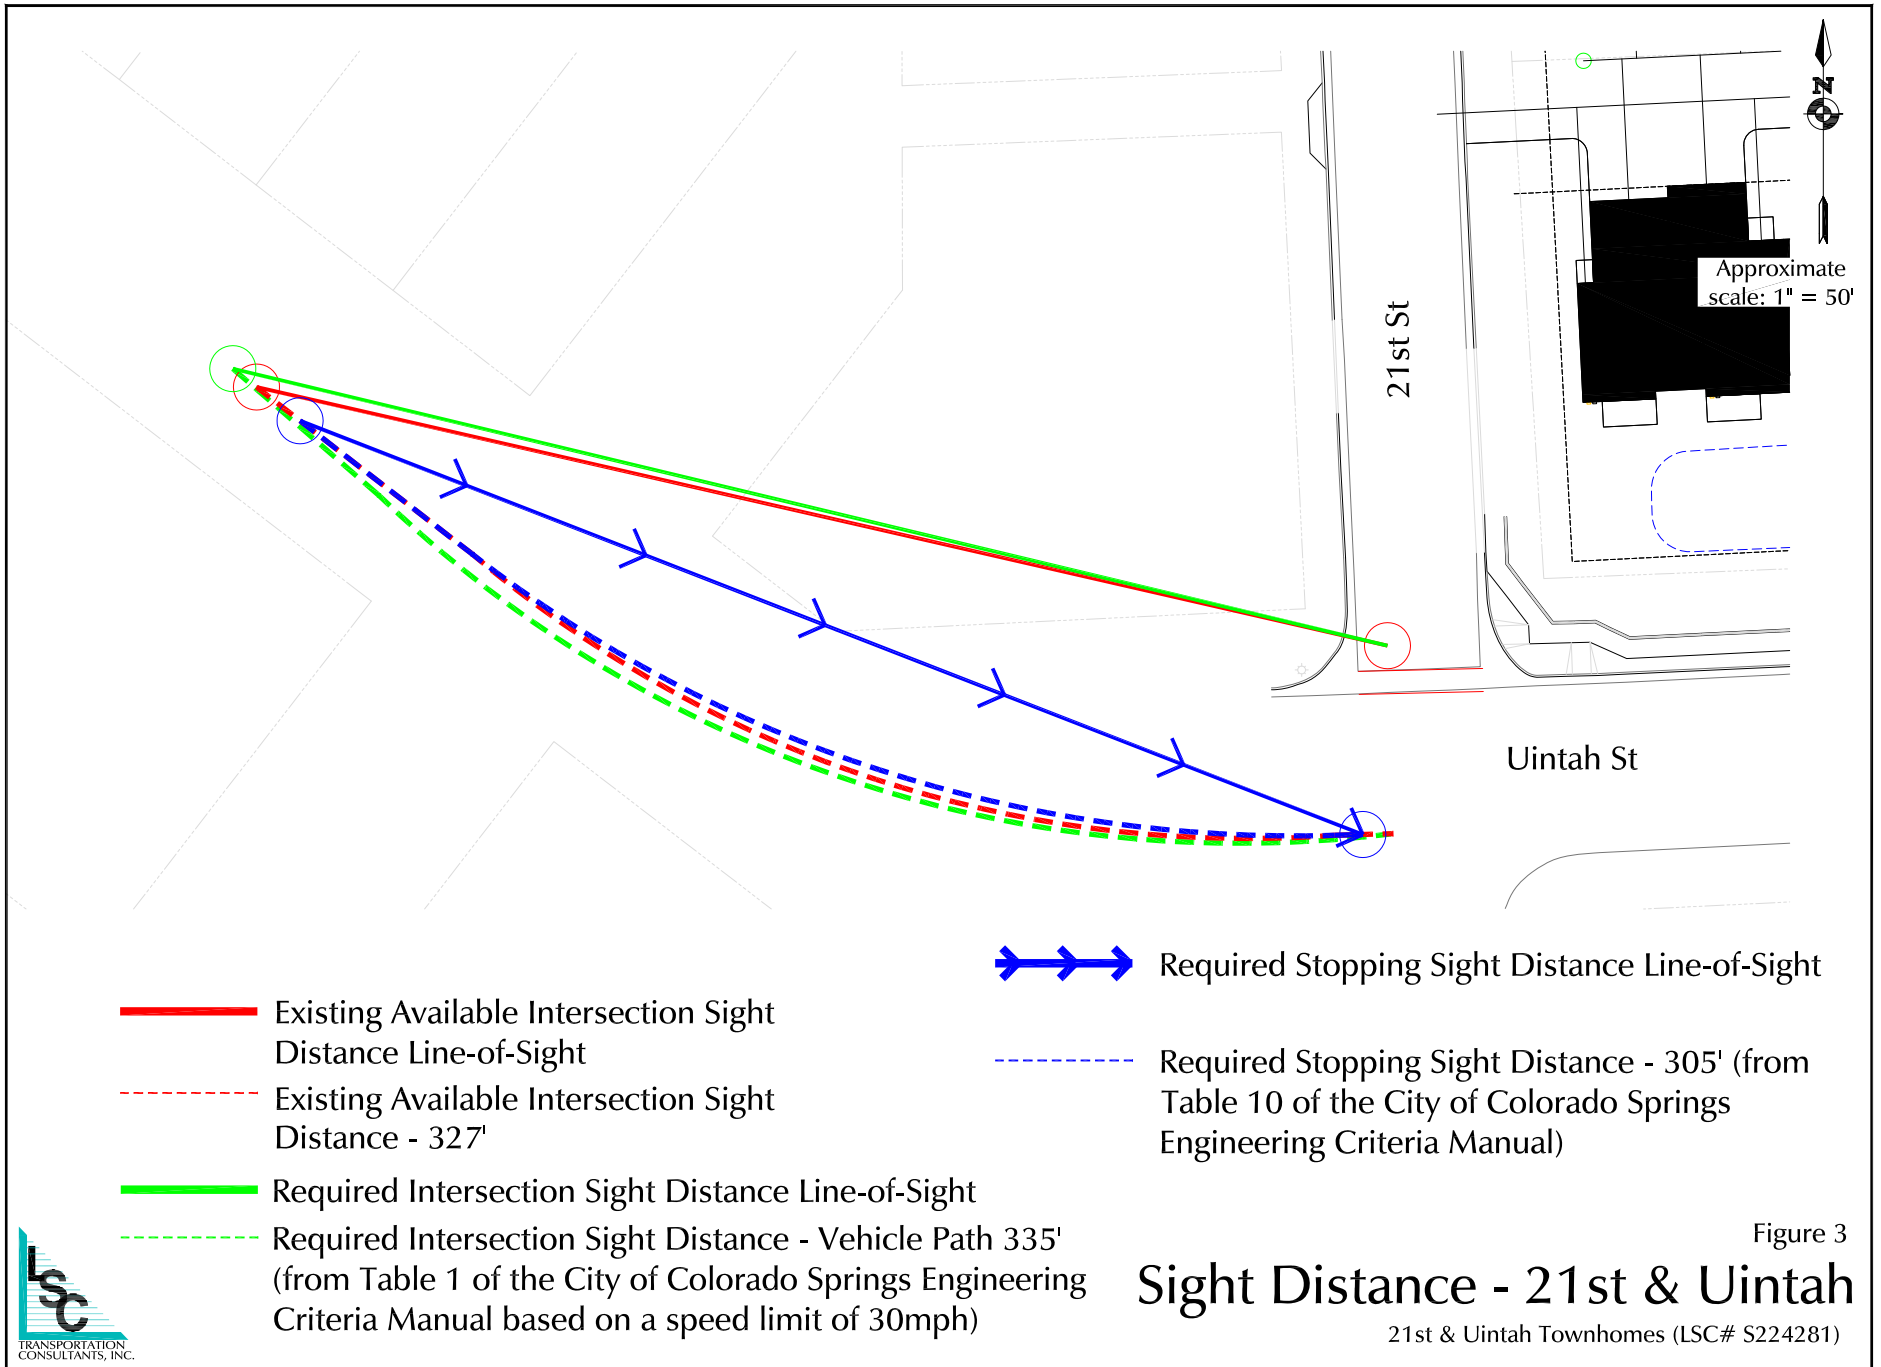 N
Approximate
scale: 1" = 50'
21st St
Uintah St
Required Stopping Sight Distance Line-of-Sight
Required Stopping Sight Distance - 305' (from
Table 10 of the City of Colorado Springs
Engineering Criteria Manual)
Existing Available Intersection Sight
Distance Line-of-Sight
Existing Available Intersection Sight
Distance - 327'
Required Intersection Sight Distance Line-of-Sight
Required Intersection Sight Distance - Vehicle Path 335'
(from Table 1 of the City of Colorado Springs Engineering
Criteria Manual based on a speed limit of 30mph)
LSC
TRANSPORTATION
CONSULTANTS, INC.
Figure 3
Sight Distance - 21st & Uintah
21st & Uintah Townhomes (LSC# S224281)